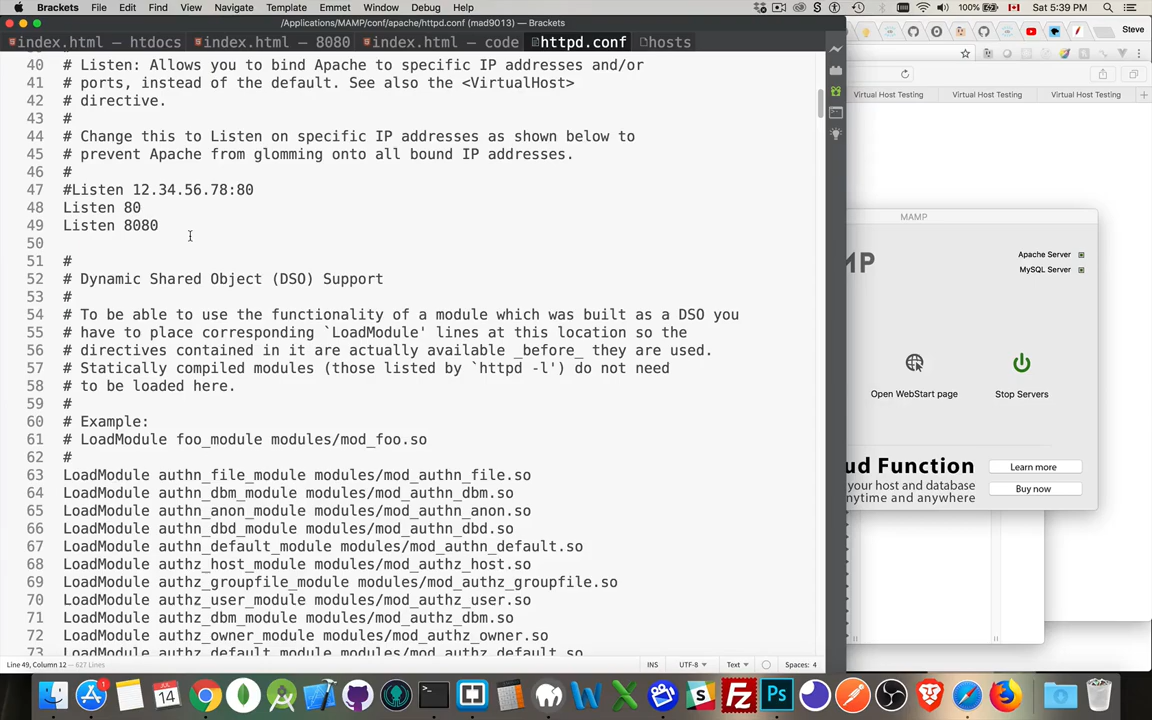 Brackets File Edit Find View Navigate Template Emmet Window Debug Help 100% Sat 5:39 PM
/Applications/MAMP/conf/apache/httpd.conf (mad9013) — Brackets
index.html — htdocs index.html — 8080 index.html — code httpd.conf hosts
40 # Listen: Allows you to bind Apache to specific IP addresses and/or
41 # ports, instead of the default. See also the <VirtualHost>
42 # directive.
43 #
44 # Change this to Listen on specific IP addresses as shown below to
45 # prevent Apache from glomming onto all bound IP addresses.
46 #
47 #Listen 12.34.56.78:80
48 Listen 80
49 Listen 8080
50
51 #
52 # Dynamic Shared Object (DSO) Support
53 #
54 # To be able to use the functionality of a module which was built as a DSO you
55 # have to place corresponding `LoadModule' lines at this location so the
56 # directives contained in it are actually available _before_ they are used.
57 # Statically compiled modules (those listed by `httpd -l') do not need
58 # to be loaded here.
59 #
60 # Example:
61 # LoadModule foo_module modules/mod_foo.so
62 #
63 LoadModule authn_file_module modules/mod_authn_file.so
64 LoadModule authn_dbm_module modules/mod_authn_dbm.so
65 LoadModule authn_anon_module modules/mod_authn_anon.so
66 LoadModule authn_dbd_module modules/mod_authn_dbd.so
67 LoadModule authn_default_module modules/mod_authn_default.so
68 LoadModule authz_host_module modules/mod_authz_host.so
69 LoadModule authz_groupfile_module modules/mod_authz_groupfile.so
70 LoadModule authz_user_module modules/mod_authz_user.so
71 LoadModule authz_dbm_module modules/mod_authz_dbm.so
72 LoadModule authz_owner_module modules/mod_authz_owner.so
73 LoadModule authz_default_module modules/mod_authz_default.so
Line 49, Column 12 — 627 Lines
INS UTF-8 Text Spaces: 4
Steve
Virtual Host Testing Virtual Host Testing Virtual Host Testing
MAMP
MP
Apache Server
MySQL Server
Open WebStart page
Stop Servers
ud Function
your host and database
nytime and anywhere
Learn more
Buy now
JUL
14